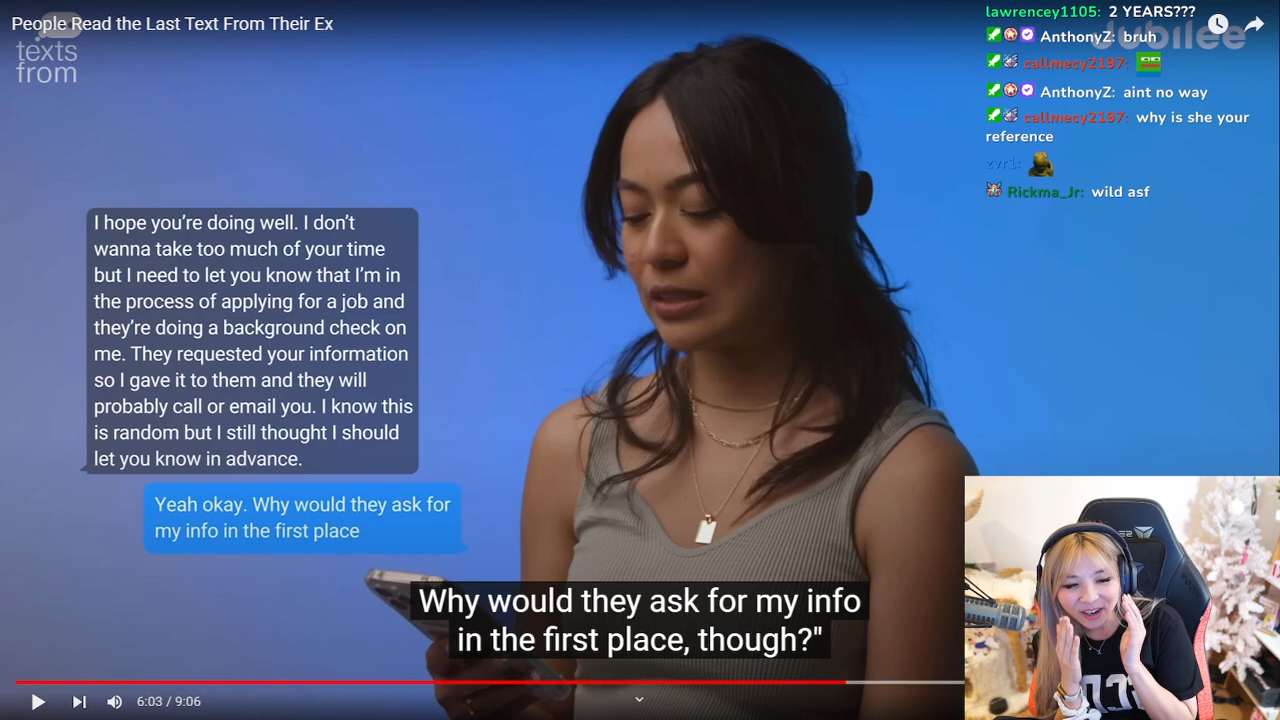 People Read the Last Text From Their Ex
texts
from
Jubilee
lawrencey1105: 2 YEARS???
AnthonyZ: bruh
callmecy2197:
AnthonyZ: aint no way
callmecy2197: why is she your
reference
zvr1:
Rickma_Jr: wild asf
I hope you’re doing well. I don’t
wanna take too much of your time
but I need to let you know that I’m in
the process of applying for a job and
they’re doing a background check on
me. They requested your information
so I gave it to them and they will
probably call or email you. I know this
is random but I still thought I should
let you know in advance.
Yeah okay. Why would they ask for
my info in the first place
Why would they ask for my info
in the first place, though?"
6:03 / 9:06